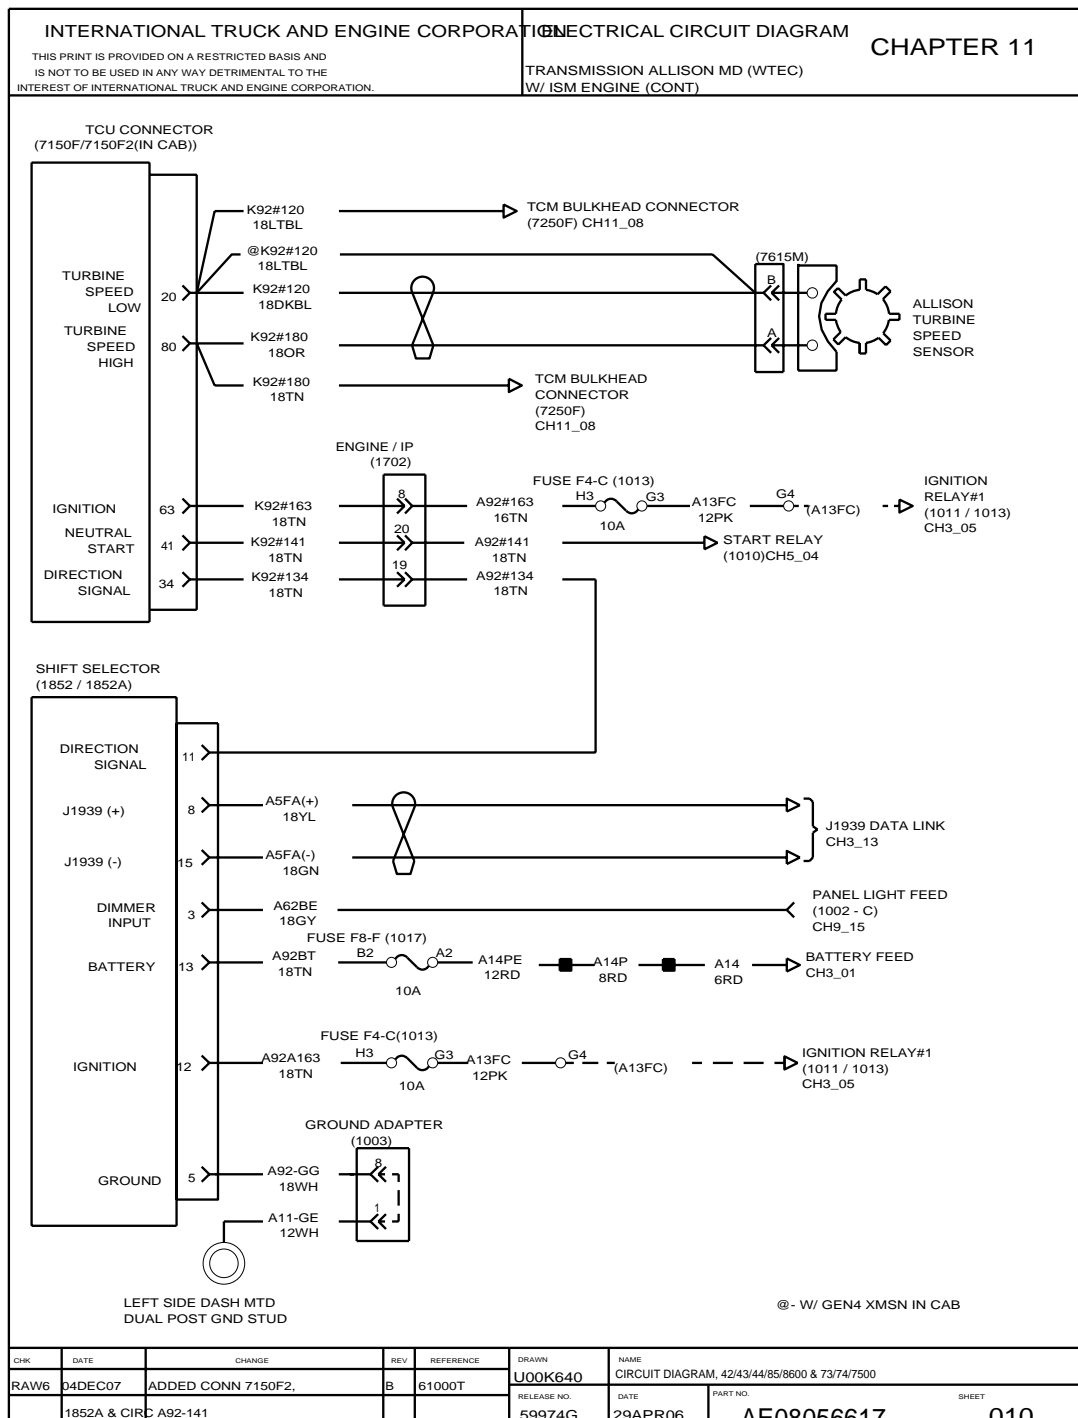 INTERNATIONAL TRUCK AND ENGINE CORPORATION
THIS PRINT IS PROVIDED ON A RESTRICTED BASIS AND
IS NOT TO BE USED IN ANY WAY DETRIMENTAL TO THE
INTEREST OF INTERNATIONAL TRUCK AND ENGINE CORPORATION.
ELECTRICAL CIRCUIT DIAGRAM
CHAPTER 11
TRANSMISSION ALLISON MD (WTEC)
W/ ISM ENGINE (CONT)
TCU CONNECTOR
(7150F/7150F2(IN CAB))
K92#120
18LTBL
TCM BULKHEAD CONNECTOR
(7250F) CH11_08
@K92#120
18LTBL
(7615M)
TURBINE
SPEED
LOW
20
K92#120
18DKBL
B
TURBINE
SPEED
HIGH
80
K92#180
18OR
A
ALLISON
TURBINE
SPEED
SENSOR
K92#180
18TN
TCM BULKHEAD
CONNECTOR
(7250F)
CH11_08
ENGINE / IP
(1702)
IGNITION
63
K92#163
18TN
8
A92#163
16TN
FUSE F4-C (1013)
H3
G3
10A
A13FC
12PK
G4
(A13FC)
IGNITION
RELAY#1
(1011 / 1013)
CH3_05
NEUTRAL
START
41
K92#141
18TN
20
A92#141
18TN
START RELAY
(1010)CH5_04
DIRECTION
SIGNAL
34
K92#134
18TN
19
A92#134
18TN
SHIFT SELECTOR
(1852 / 1852A)
DIRECTION
SIGNAL
11
J1939 (+)
8
A5FA(+)
18YL
J1939 (-)
15
A5FA(-)
18GN
J1939 DATA LINK
CH3_13
DIMMER
INPUT
3
A62BE
18GY
PANEL LIGHT FEED
(1002 - C)
CH9_15
BATTERY
13
A92BT
18TN
FUSE F8-F (1017)
B2
A2
10A
A14PE
12RD
A14P
8RD
A14
6RD
BATTERY FEED
CH3_01
IGNITION
12
A92A163
18TN
FUSE F4-C(1013)
H3
G3
10A
A13FC
12PK
G4
(A13FC)
IGNITION RELAY#1
(1011 / 1013)
CH3_05
GROUND ADAPTER
(1003)
GROUND
5
A92-GG
18WH
8
A11-GE
12WH
1
LEFT SIDE DASH MTD
DUAL POST GND STUD
@- W/ GEN4 XMSN IN CAB
CHK DATE CHANGE REV REFERENCE
RAW6 04DEC07 ADDED CONN 7150F2, B 61000T
1852A & CIRC A92-141
DRAWN
U00K640
NAME
CIRCUIT DIAGRAM, 42/43/44/85/8600 & 73/74/7500
RELEASE NO.
59974G
DATE
29APR06
PART NO.
AE08056617
SHEET
010